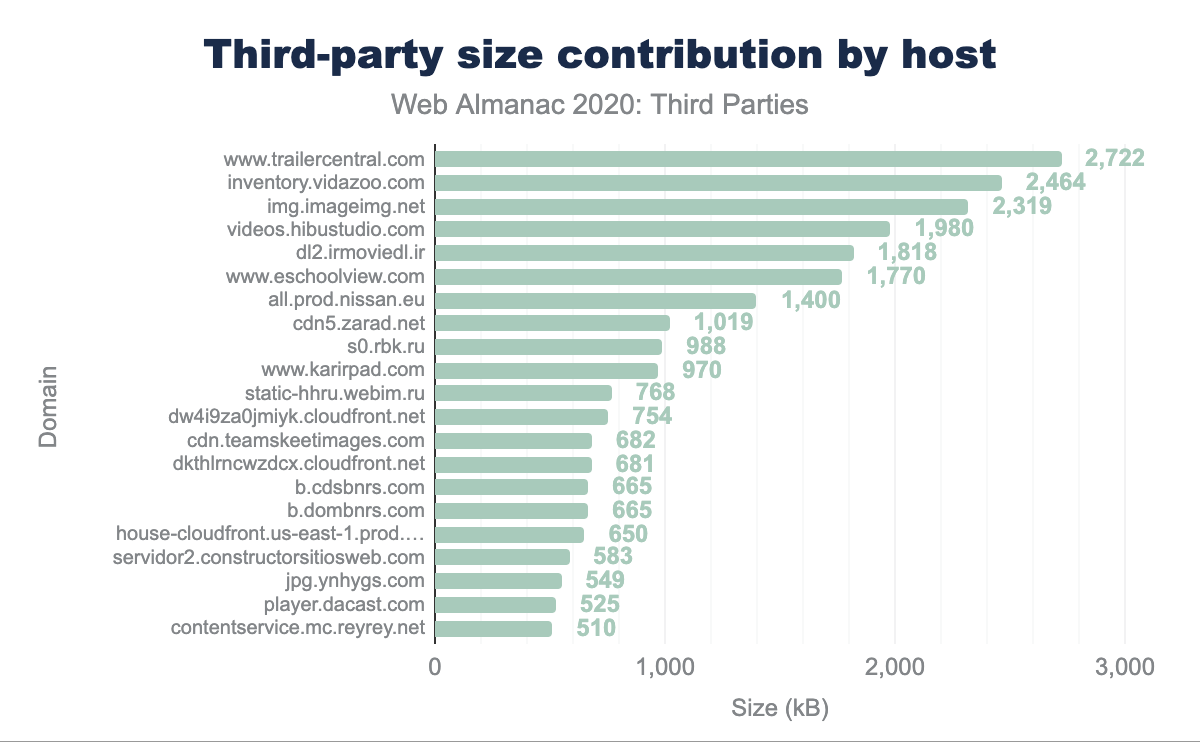 Third-party size contribution by host
Web Almanac 2020: Third Parties
www.trailercentral.com 2,722
inventory.vidazoo.com 2,464
img.imageimg.net 2,319
videos.hibustudio.com 1,980
dl2.irmoviedl.ir 1,818
www.eschoolview.com 1,770
all.prod.nissan.eu 1,400
cdn5.zarad.net 1,019
s0.rbk.ru 988
www.karirpad.com 970
static-hhru.webim.ru 768
dw4i9za0jmiyk.cloudfront.net 754
cdn.teamskeetimages.com 682
dkthlrncwzdcx.cloudfront.net 681
b.cdsbnrs.com 665
b.dombnrs.com 665
house-cloudfront.us-east-1.prod.… 650
servidor2.constructorsitiosweb.com 583
jpg.ynhygs.com 549
player.dacast.com 525
contentservice.mc.reyrey.net 510
Domain
0 1,000 2,000 3,000
Size (kB)